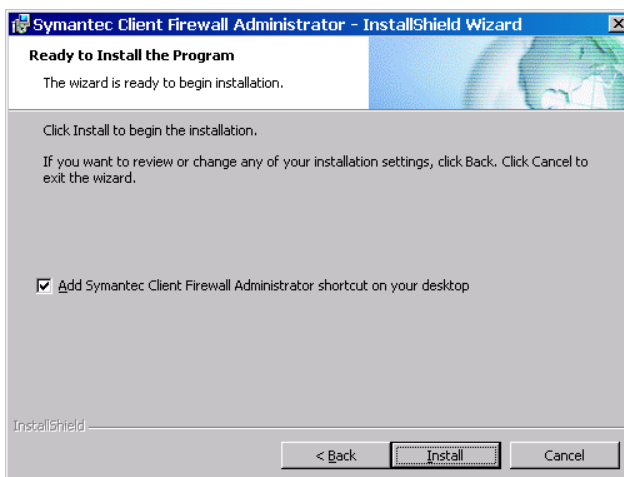 Symantec Client Firewall Administrator - InstallShield Wizard
Ready to Install the Program
The wizard is ready to begin installation.
Click Install to begin the installation.
If you want to review or change any of your installation settings, click Back. Click Cancel to
exit the wizard.
Add Symantec Client Firewall Administrator shortcut on your desktop
InstallShield
< Back
Install
Cancel